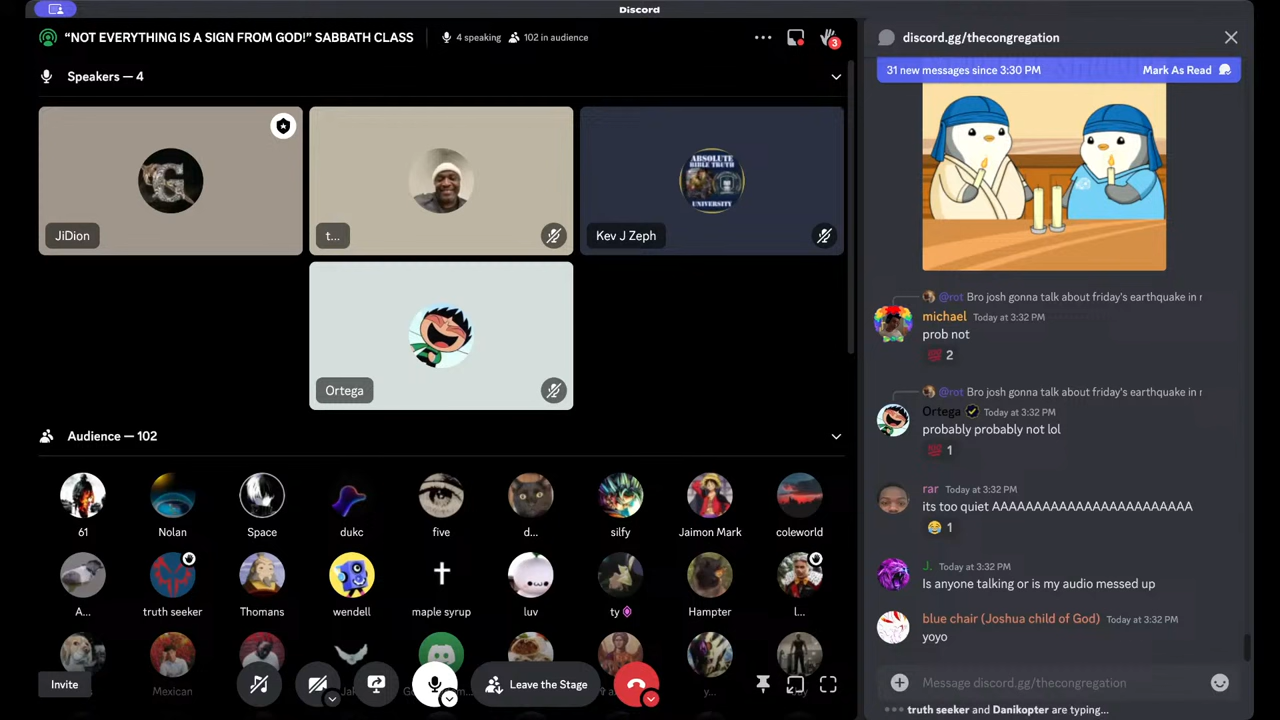 Discord
“NOT EVERYTHING IS A SIGN FROM GOD!” SABBATH CLASS
4 speaking
102 in audience
3
discord.gg/thecongregation
Speakers — 4
31 new messages since 3:30 PM
Mark As Read
G
ABSOLUTE
BIBLE TRUTH
UNIVERSITY
JiDion
t...
Kev J Zeph
Ortega
@rot Bro josh gonna talk about friday's earthquake in r
michael Today at 3:32 PM
prob not
💯 2
@rot Bro josh gonna talk about friday's earthquake in r
Ortega Today at 3:32 PM
probably probably not lol
💯 1
rar Today at 3:32 PM
its too quiet AAAAAAAAAAAAAAAAAAAAAAAA
😂 1
J. Today at 3:32 PM
Is anyone talking or is my audio messed up
blue chair (Joshua child of God) Today at 3:32 PM
yoyo
Audience — 102
61
Nolan
Space
dukc
five
d...
silfy
Jaimon Mark
coleworld
A...
truth seeker
Thomans
wendell
maple syrup
luv
ty
Hampter
l...
Mexican
y...
Invite
Leave the Stage
Message discord.gg/thecongregation
truth seeker and Danikopter are typing...